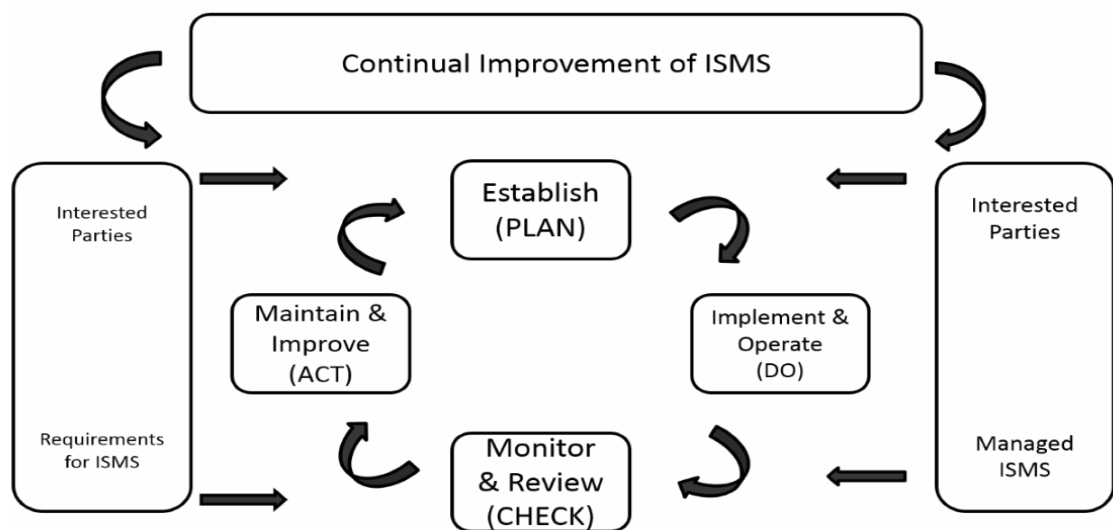 Continual Improvement of ISMS
Interested
Parties
Requirements
for ISMS
Establish
(PLAN)
Maintain &
Improve
(ACT)
Implement &
Operate
(DO)
Monitor
& Review
(CHECK)
Interested
Parties
Managed
ISMS